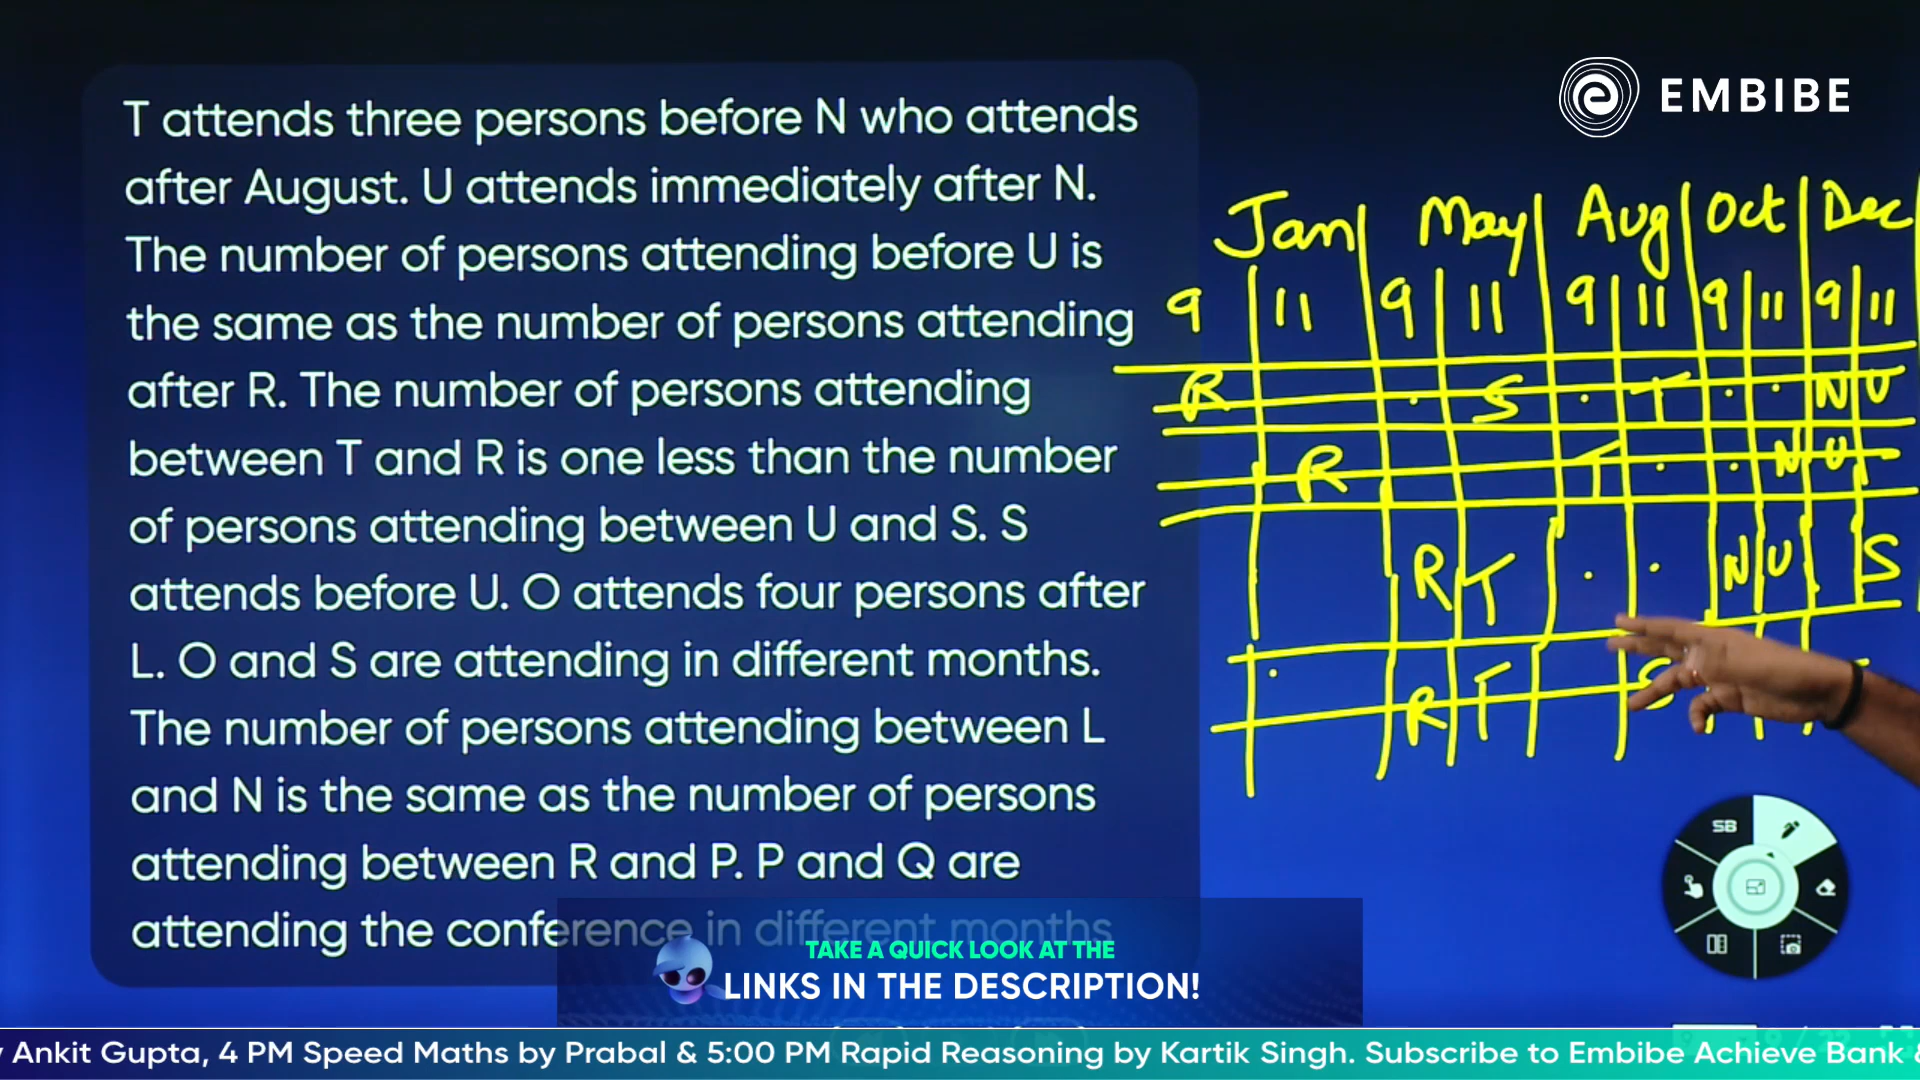 EMBIBE
T attends three persons before N who attends
after August. U attends immediately after N.
The number of persons attending before U is
the same as the number of persons attending
after R. The number of persons attending
between T and R is one less than the number
of persons attending between U and S. S
attends before U. O attends four persons after
L. O and S are attending in different months.
The number of persons attending between L
and N is the same as the number of persons
attending between R and P. P and Q are
attending the conference in different months
Jan May Aug Oct Dec
9 11 9 11 9 11 9 11 9 11
R . S . T . . N U
R T . . N U
R T . . N U . S
. R T S
SB
TAKE A QUICK LOOK AT THE
LINKS IN THE DESCRIPTION!
Ankit Gupta, 4 PM Speed Maths by Prabal & 5:00 PM Rapid Reasoning by Kartik Singh. Subscribe to Embibe Achieve Bank &